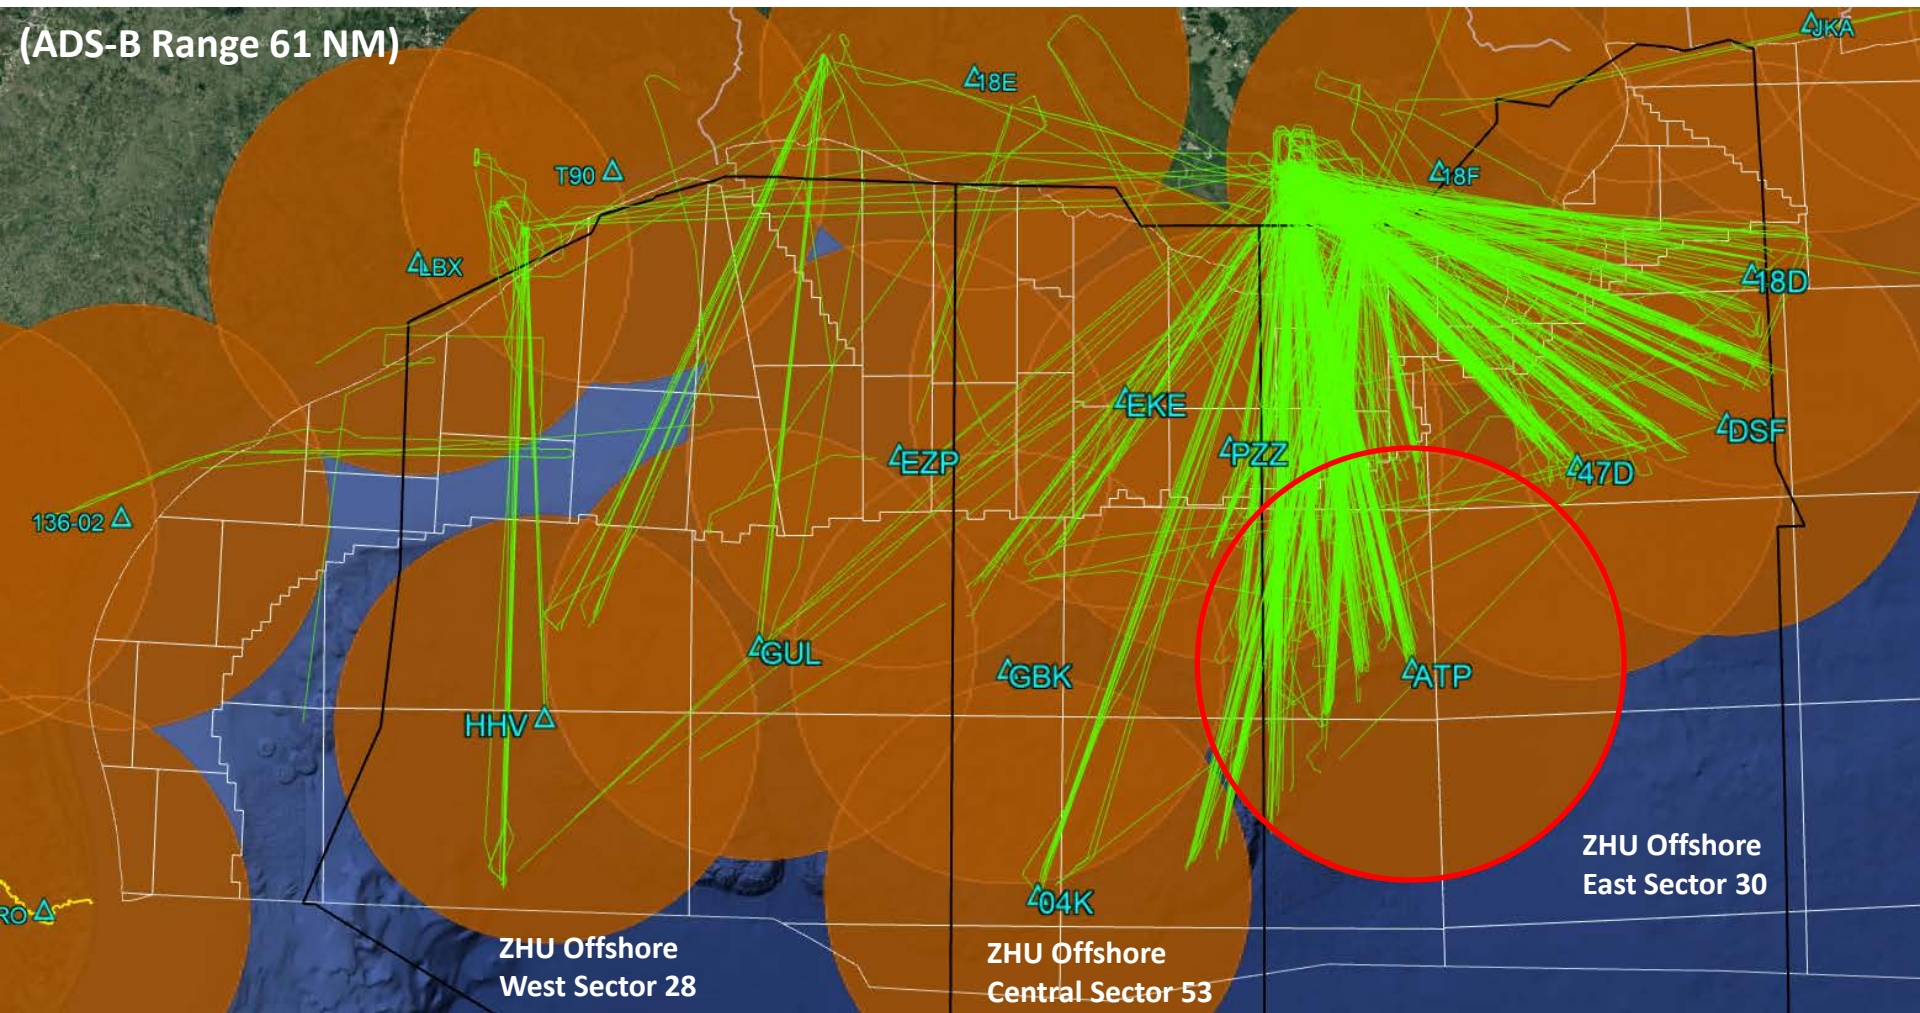 (ADS-B Range 61 NM)
JKA
18E
T90
18F
LBX
18D
EKE
DSF
PZZ
EZP
47D
136-02
GUL
GBK
ATP
HHV
ZHU Offshore
East Sector 30
04K
RO
ZHU Offshore
West Sector 28
ZHU Offshore
Central Sector 53